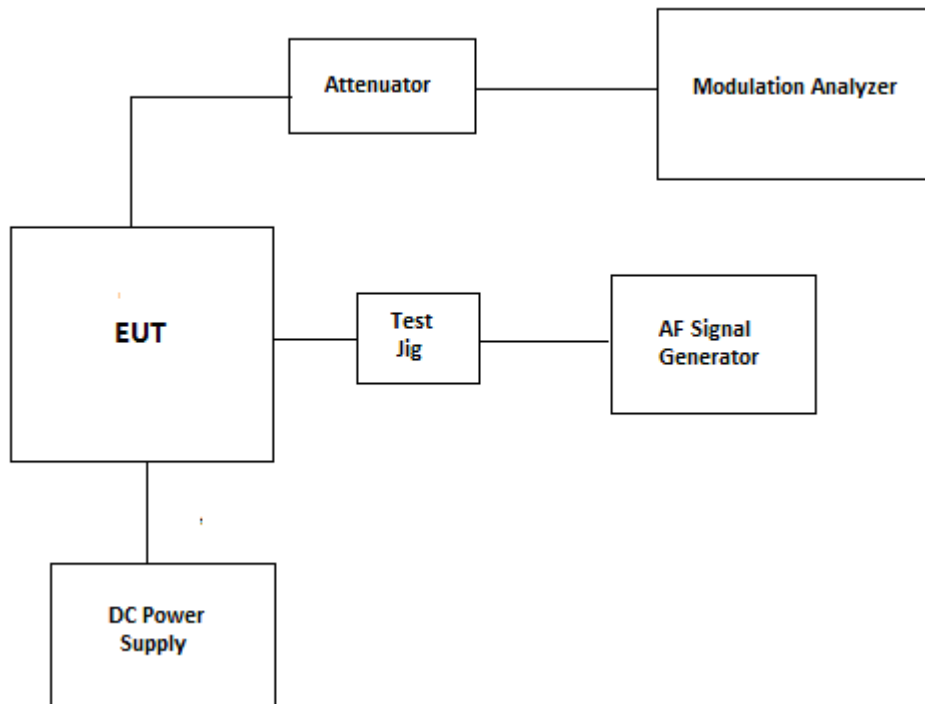 Attenuator
Modulation Analyzer
EUT
Test
Jig
AF Signal
Generator
DC Power
Supply